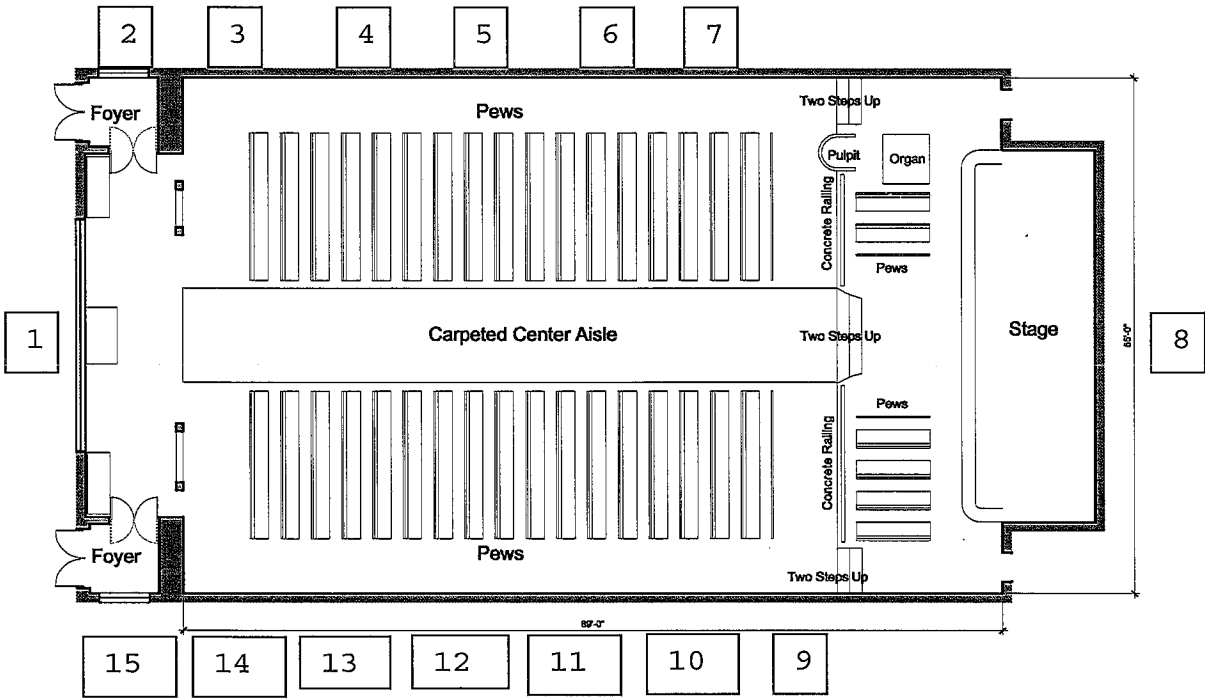 2
3
4
5
6
7
Foyer
Pews
Two Steps Up
Pulpit
Organ
Concrete Railing
Pews
1
Carpeted Center Aisle
Two Steps Up
Stage
8
Pews
Concrete Railing
Foyer
Pews
Two Steps Up
89'-0"
15
14
13
12
11
10
9